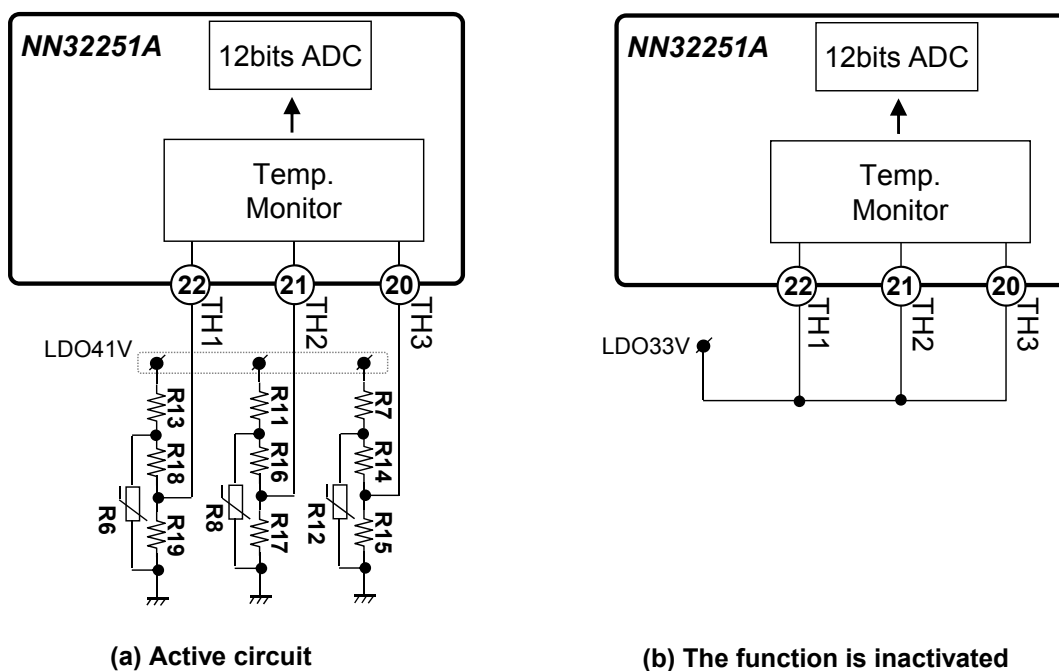 NN32251A
12bits ADC
Temp.
Monitor
22
21
20
TH1
TH2
TH3
LDO41V
R13
R11
R7
R18
R16
R14
R6
R8
R12
R19
R17
R15
(a) Active circuit
NN32251A
12bits ADC
Temp.
Monitor
22
21
20
TH1
TH2
TH3
LDO33V
(b) The function is inactivated